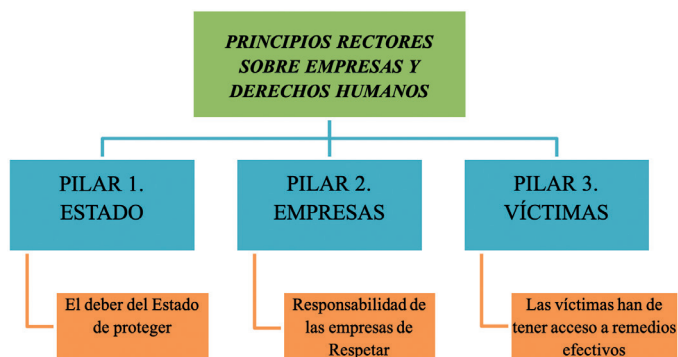 PRINCIPIOS RECTORES
SOBRE EMPRESAS Y
DERECHOS HUMANOS
PILAR 1.
ESTADO
El deber del Estado
de proteger
PILAR 2.
EMPRESAS
Responsabilidad de
las empresas de
Respetar
PILAR 3.
VÍCTIMAS
Las víctimas han de
tener acceso a remedios
efectivos